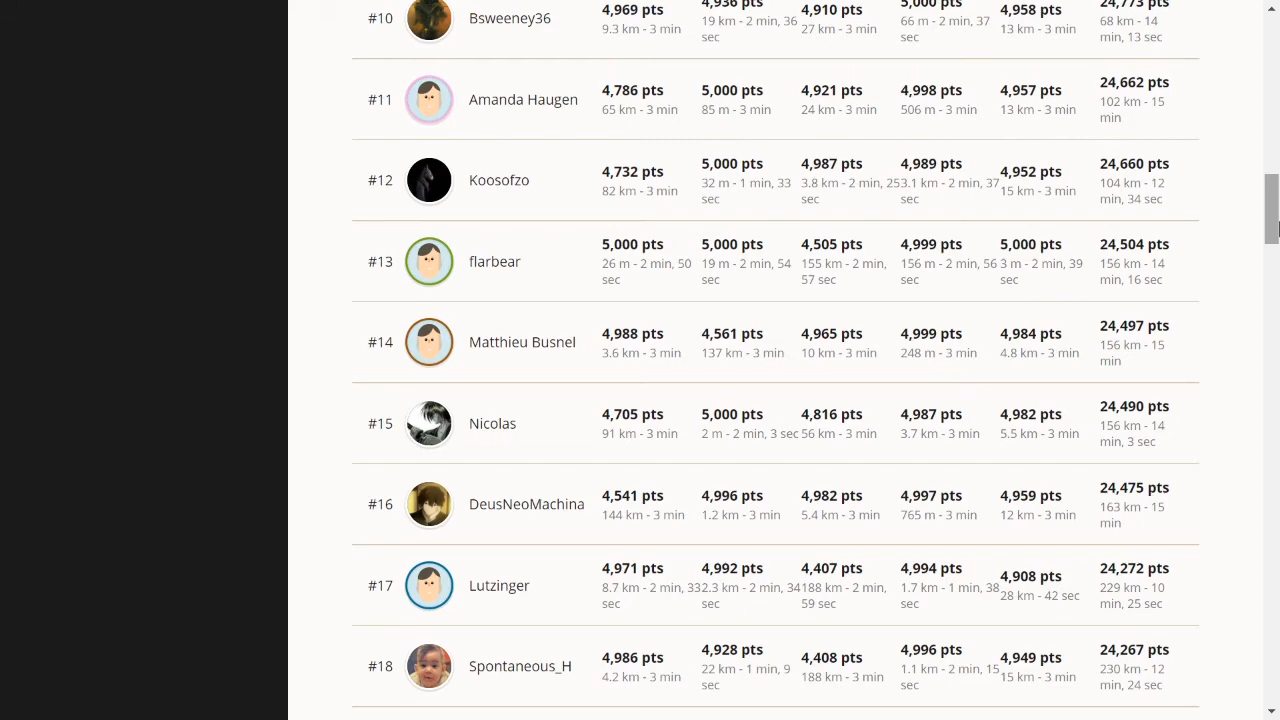 #10 Bsweeney36 4,969 pts 4,936 pts 4,910 pts 5,000 pts 4,958 pts 24,773 pts
9.3 km - 3 min 19 km - 2 min, 36 sec 27 km - 3 min 66 m - 2 min, 37 sec 13 km - 3 min 68 km - 14 min, 13 sec
#11 Amanda Haugen 4,786 pts 5,000 pts 4,921 pts 4,998 pts 4,957 pts 24,662 pts
65 km - 3 min 85 m - 3 min 24 km - 3 min 506 m - 3 min 13 km - 3 min 102 km - 15 min
#12 Koosofzo 4,732 pts 5,000 pts 4,987 pts 4,989 pts 4,952 pts 24,660 pts
82 km - 3 min 32 m - 1 min, 33 sec 3.8 km - 2 min, 25 sec 3.1 km - 2 min, 37 sec 15 km - 3 min 104 km - 12 min, 34 sec
#13 flarbear 5,000 pts 5,000 pts 4,505 pts 4,999 pts 5,000 pts 24,504 pts
26 m - 2 min, 50 sec 19 m - 2 min, 54 sec 155 km - 2 min, 57 sec 156 m - 2 min, 56 sec 3 m - 2 min, 39 sec 156 km - 14 min, 16 sec
#14 Matthieu Busnel 4,988 pts 4,561 pts 4,965 pts 4,999 pts 4,984 pts 24,497 pts
3.6 km - 3 min 137 km - 3 min 10 km - 3 min 248 m - 3 min 4.8 km - 3 min 156 km - 15 min
#15 Nicolas 4,705 pts 5,000 pts 4,816 pts 4,987 pts 4,982 pts 24,490 pts
91 km - 3 min 2 m - 2 min, 3 sec 56 km - 3 min 3.7 km - 3 min 5.5 km - 3 min 156 km - 14 min, 3 sec
#16 DeusNeoMachina 4,541 pts 4,996 pts 4,982 pts 4,997 pts 4,959 pts 24,475 pts
144 km - 3 min 1.2 km - 3 min 5.4 km - 3 min 765 m - 3 min 12 km - 3 min 163 km - 15 min
#17 Lutzinger 4,971 pts 4,992 pts 4,407 pts 4,994 pts 4,908 pts 24,272 pts
8.7 km - 2 min, 33 sec 2.3 km - 2 min, 34 sec 188 km - 2 min, 59 sec 1.7 km - 1 min, 38 sec 28 km - 42 sec 229 km - 10 min, 25 sec
#18 Spontaneous_H 4,986 pts 4,928 pts 4,408 pts 4,996 pts 4,949 pts 24,267 pts
4.2 km - 3 min 22 km - 1 min, 9 sec 188 km - 3 min 1.1 km - 2 min, 15 sec 15 km - 3 min 230 km - 12 min, 24 sec